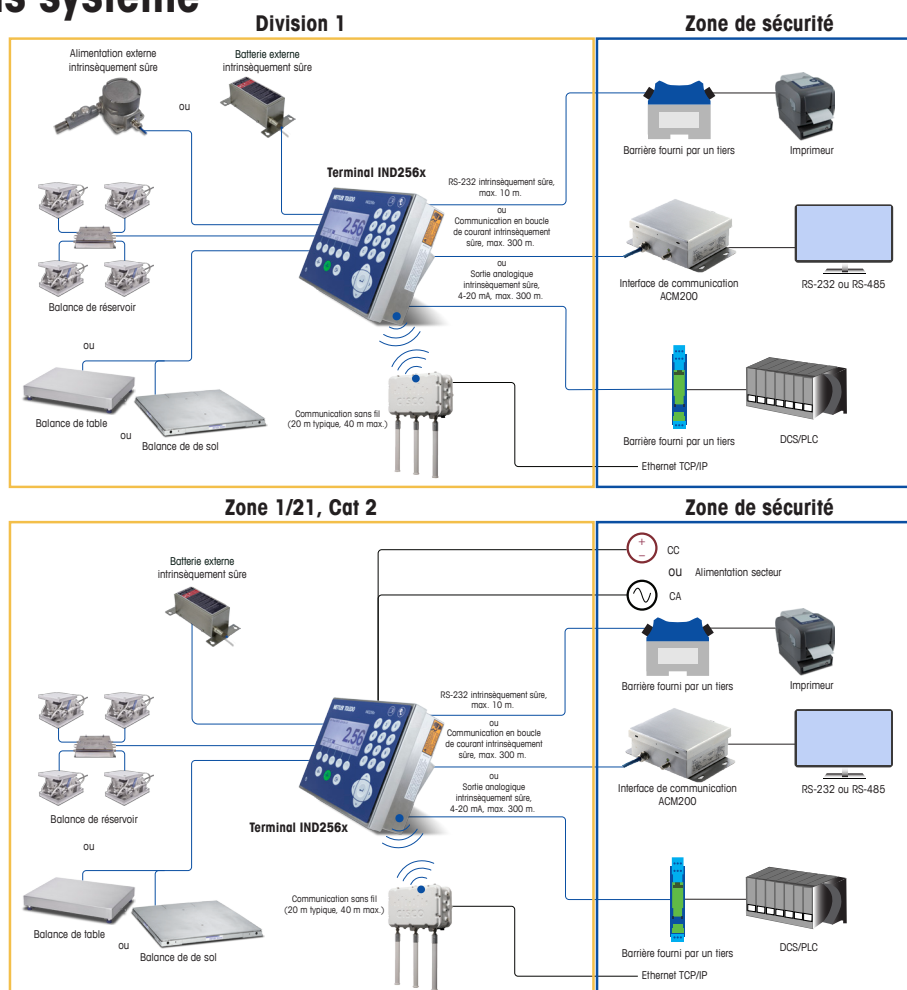 s système
Division 1
Zone de sécurité
Alimentation externe
intrinsèquement sûre
ou
Batterie externe
intrinsèquement sûre
Terminal IND256x
METTLER TOLEDO
2.56
RS-232 intrinsèquement sûre,
max. 10 m.
ou
Communication en boucle
de courant intrinsèquement
sûre, max. 300 m.
ou
Sortie analogique
intrinsèquement sûre,
4-20 mA, max. 300 m.
Barrière fourni par un tiers
Imprimeur
Interface de communication
ACM200
RS-232 ou RS-485
Balance de réservoir
ou
Balance de table
ou
Balance de de sol
Communication sans fil
(20 m typique, 40 m max.)
Barrière fourni par un tiers
DCS/PLC
Ethernet TCP/IP
Zone 1/21, Cat 2
Zone de sécurité
Batterie externe
intrinsèquement sûre
CC
ou Alimentation secteur
CA
METTLER TOLEDO
2.56
Terminal IND256x
RS-232 intrinsèquement sûre,
max. 10 m.
ou
Communication en boucle
de courant intrinsèquement
sûre, max. 300 m.
ou
Sortie analogique
intrinsèquement sûre,
4-20 mA, max. 300 m.
Barrière fourni par un tiers
Imprimeur
Interface de communication
ACM200
RS-232 ou RS-485
Balance de réservoir
ou
Balance de table
ou
Balance de de sol
Communication sans fil
(20 m typique, 40 m max.)
Barrière fourni par un tiers
DCS/PLC
Ethernet TCP/IP